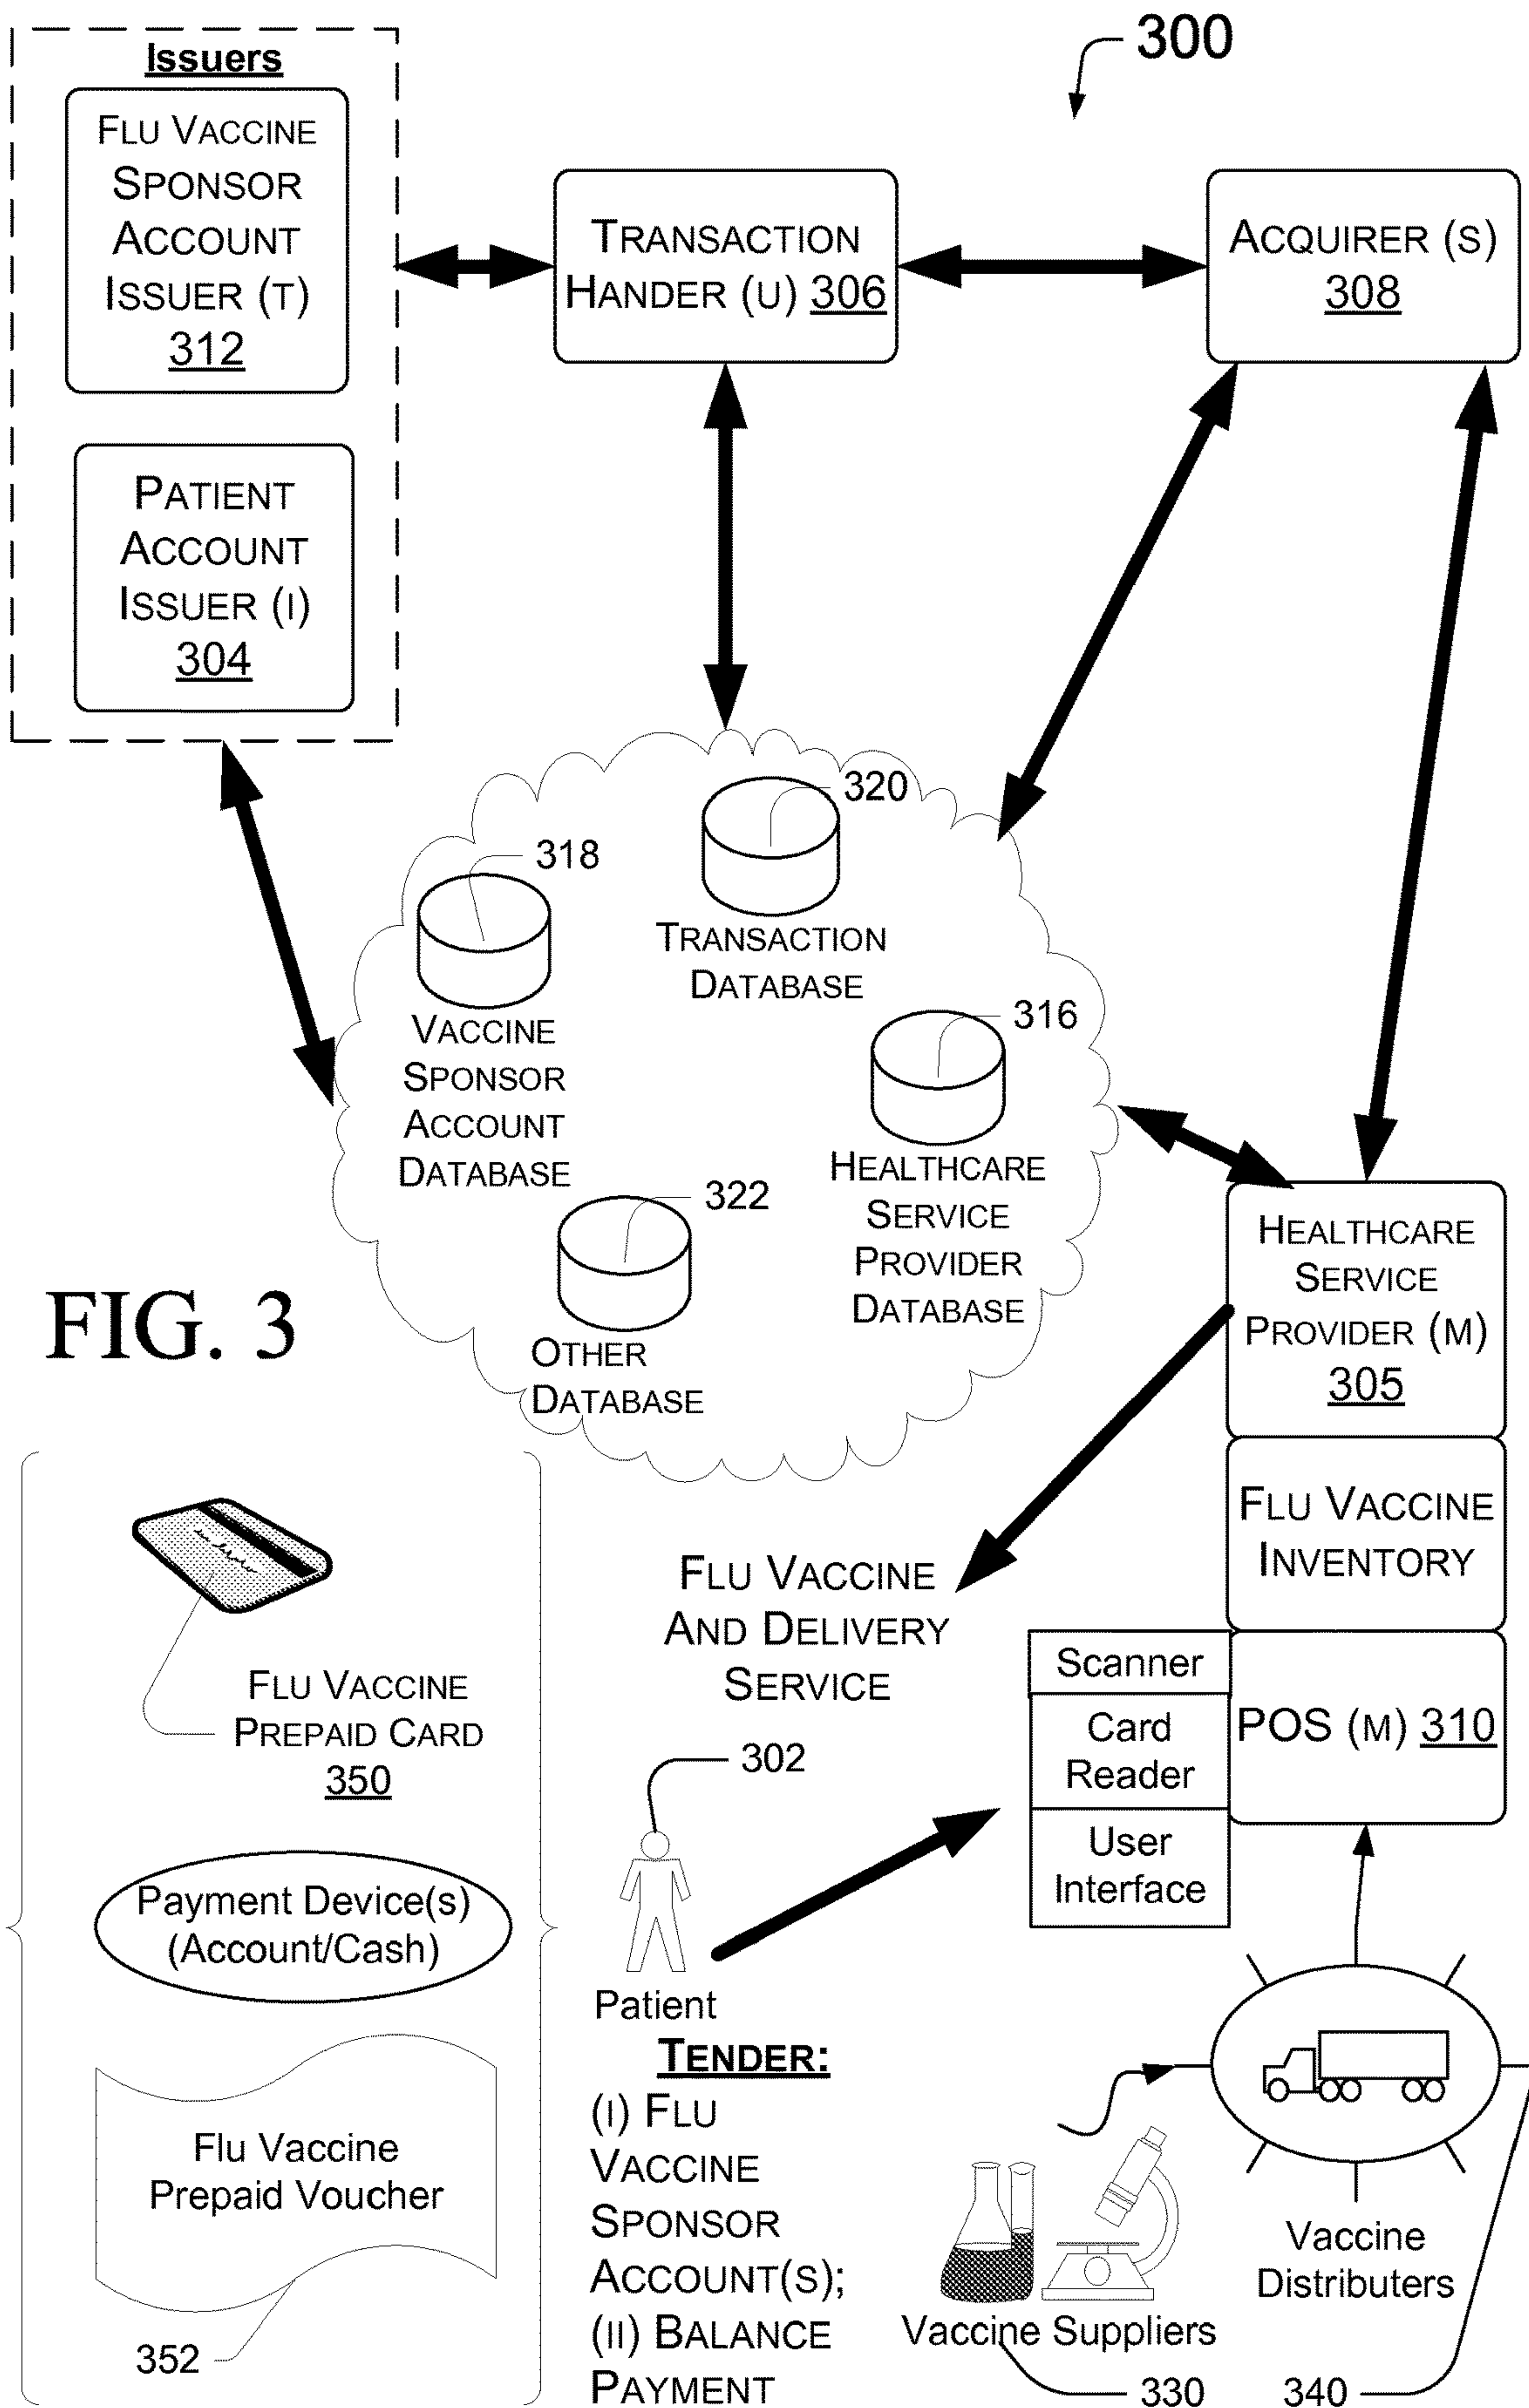 300
Issuers
FLU VACCINE
SPONSOR
ACCOUNT
ISSUER (T)
312
PATIENT
ACCOUNT
ISSUER (I)
304
TRANSACTION
HANDER (U) 306
ACQUIRER (S)
308
320
TRANSACTION
DATABASE
318
VACCINE
SPONSOR
ACCOUNT
DATABASE
316
HEALTHCARE
SERVICE
PROVIDER
DATABASE
322
OTHER
DATABASE
HEALTHCARE
SERVICE
PROVIDER (M)
305
FLU VACCINE
INVENTORY
POS (M) 310
Scanner
Card
Reader
User
Interface
FIG. 3
FLU VACCINE
AND DELIVERY
SERVICE
FLU VACCINE
PREPAID CARD
350
Payment Device(s)
(Account/Cash)
Flu Vaccine
Prepaid Voucher
352
302
Patient
TENDER:
(I) FLU
VACCINE
SPONSOR
ACCOUNT(S);
(II) BALANCE
PAYMENT
Vaccine
Distributers
Vaccine Suppliers
330
340